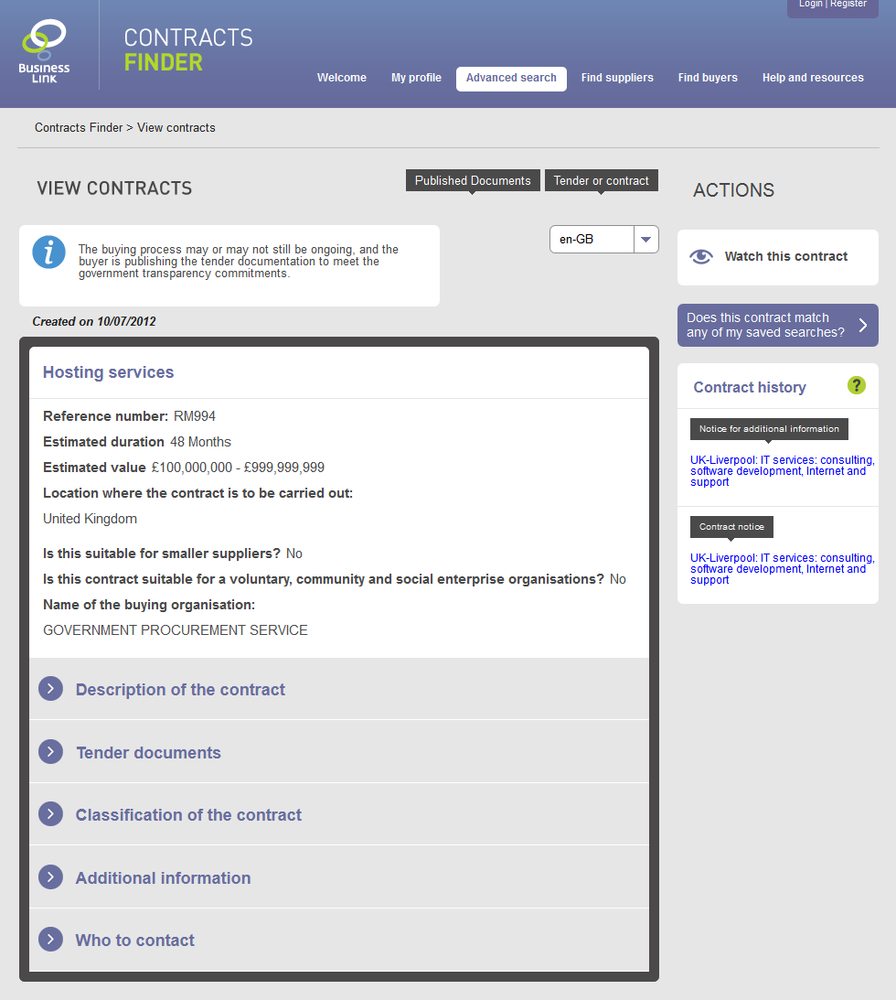 Login | Register
Business
Link
CONTRACTS
FINDER
Welcome
My profile
Advanced search
Find suppliers
Find buyers
Help and resources
Contracts Finder > View contracts
VIEW CONTRACTS
Published Documents
Tender or contract
The buying process may or may not still be ongoing, and the
buyer is publishing the tender documentation to meet the
government transparency commitments.
en-GB
Created on 10/07/2012
Hosting services
Reference number: RM994
Estimated duration 48 Months
Estimated value £100,000,000 - £999,999,999
Location where the contract is to be carried out:
United Kingdom
Is this suitable for smaller suppliers? No
Is this contract suitable for a voluntary, community and social enterprise organisations? No
Name of the buying organisation:
GOVERNMENT PROCUREMENT SERVICE
Description of the contract
Tender documents
Classification of the contract
Additional information
Who to contact
ACTIONS
Watch this contract
Does this contract match
any of my saved searches?
Contract history
?
Notice for additional information
UK-Liverpool: IT services: consulting,
software development, Internet and
support
Contract notice
UK-Liverpool: IT services: consulting,
software development, Internet and
support